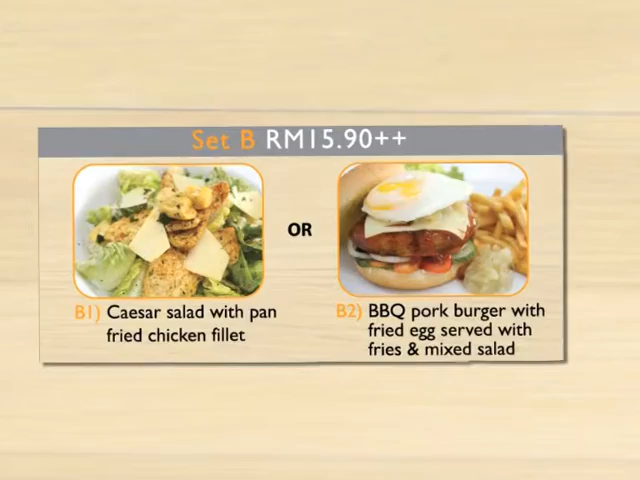 Set B RM15.90++
OR
B1) Caesar salad with pan
fried chicken fillet
B2) BBQ pork burger with
fried egg served with
fries & mixed salad